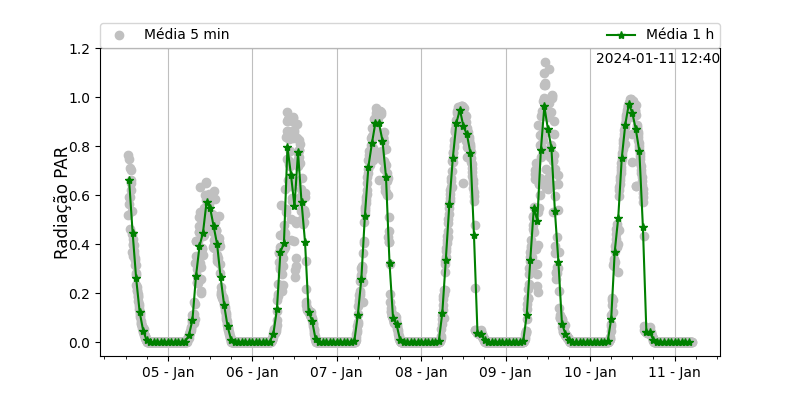 Média 5 min
Média 1 h
2024-01-11 12:40
Radiação PAR
1.2
1.0
0.8
0.6
0.4
0.2
0.0
05 - Jan
06 - Jan
07 - Jan
08 - Jan
09 - Jan
10 - Jan
11 - Jan